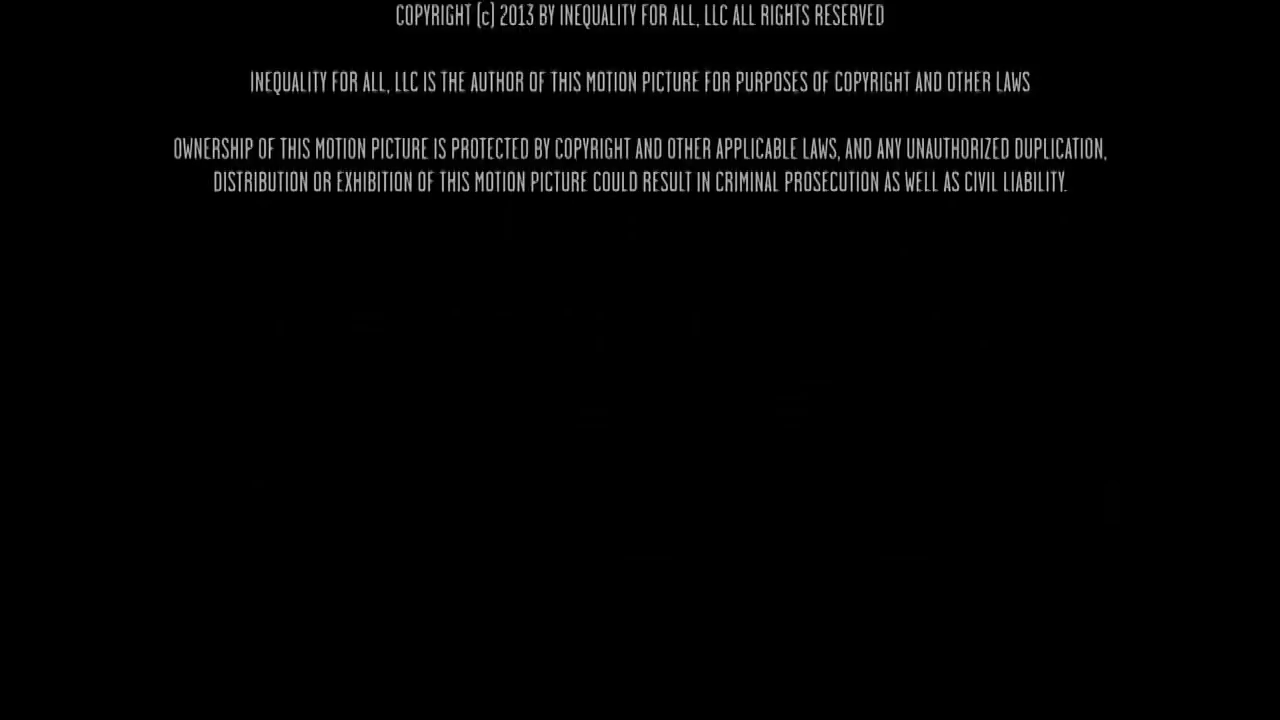 COPYRIGHT (c) 2013 BY INEQUALITY FOR ALL, LLC ALL RIGHTS RESERVED
INEQUALITY FOR ALL, LLC IS THE AUTHOR OF THIS MOTION PICTURE FOR PURPOSES OF COPYRIGHT AND OTHER LAWS
OWNERSHIP OF THIS MOTION PICTURE IS PROTECTED BY COPYRIGHT AND OTHER APPLICABLE LAWS, AND ANY UNAUTHORIZED DUPLICATION,
DISTRIBUTION OR EXHIBITION OF THIS MOTION PICTURE COULD RESULT IN CRIMINAL PROSECUTION AS WELL AS CIVIL LIABILITY.